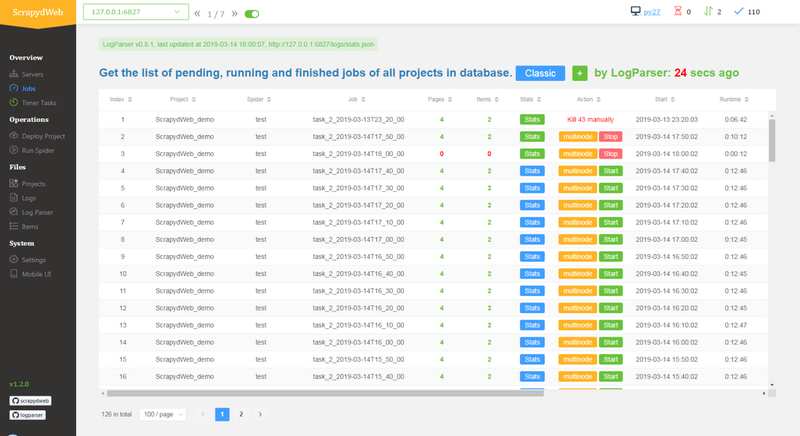 ScrapydWeb
127.0.0.1:6827
1 / 7
py27
0
2
110
Overview
Servers
Jobs
Timer Tasks
Operations
Deploy Project
Run Spider
Files
Projects
Logs
Log Parser
Items
System
Settings
Mobile UI
v1.2.0
scrapydweb
logparser
LogParser v0.8.1, last updated at 2019-03-14 18:00:07, http://127.0.0.1:6827/logs/stats.json
Get the list of pending, running and finished jobs of all projects in database. Classic + by LogParser: 24 secs ago
Index Project Spider Job Pages Items Stats Action Start Runtime
1 ScrapydWeb_demo test task_2_2019-03-13T23_20_00 4 2 Stats Kill 43 manually 2019-03-13 23:20:03 0:06:42
2 ScrapydWeb_demo test task_2_2019-03-14T17_50_00 4 2 Stats multinode Stop 2019-03-14 17:50:02 0:10:12
3 ScrapydWeb_demo test task_2_2019-03-14T18_00_00 0 0 Stats multinode Stop 2019-03-14 18:00:02 0:00:12
4 ScrapydWeb_demo test task_2_2019-03-14T17_40_00 4 2 Stats multinode Start 2019-03-14 17:40:02 0:12:46
5 ScrapydWeb_demo test task_2_2019-03-14T17_30_00 4 2 Stats multinode Start 2019-03-14 17:30:02 0:12:46
6 ScrapydWeb_demo test task_2_2019-03-14T17_20_00 4 2 Stats multinode Start 2019-03-14 17:20:02 0:12:46
7 ScrapydWeb_demo test task_2_2019-03-14T17_10_00 4 2 Stats multinode Start 2019-03-14 17:10:02 0:12:46
8 ScrapydWeb_demo test task_2_2019-03-14T17_00_00 4 2 Stats multinode Start 2019-03-14 17:00:02 0:12:45
9 ScrapydWeb_demo test task_2_2019-03-14T16_50_00 4 2 Stats multinode Start 2019-03-14 16:50:02 0:12:46
10 ScrapydWeb_demo test task_2_2019-03-14T16_40_00 4 2 Stats multinode Start 2019-03-14 16:40:02 0:12:45
11 ScrapydWeb_demo test task_2_2019-03-14T16_30_00 4 2 Stats multinode Start 2019-03-14 16:30:02 0:12:46
12 ScrapydWeb_demo test task_2_2019-03-14T16_20_00 4 2 Stats multinode Start 2019-03-14 16:20:02 0:12:45
13 ScrapydWeb_demo test task_2_2019-03-14T16_10_00 4 2 Stats multinode Start 2019-03-14 16:10:02 0:12:47
14 ScrapydWeb_demo test task_2_2019-03-14T16_00_00 4 2 Stats multinode Start 2019-03-14 16:00:02 0:12:46
15 ScrapydWeb_demo test task_2_2019-03-14T15_50_00 4 2 Stats multinode Start 2019-03-14 15:50:02 0:12:46
16 ScrapydWeb_demo test task_2_2019-03-14T15_40_00 4 2 Stats multinode Start 2019-03-14 15:40:02 0:12:46
126 in total 100 / page 1 2